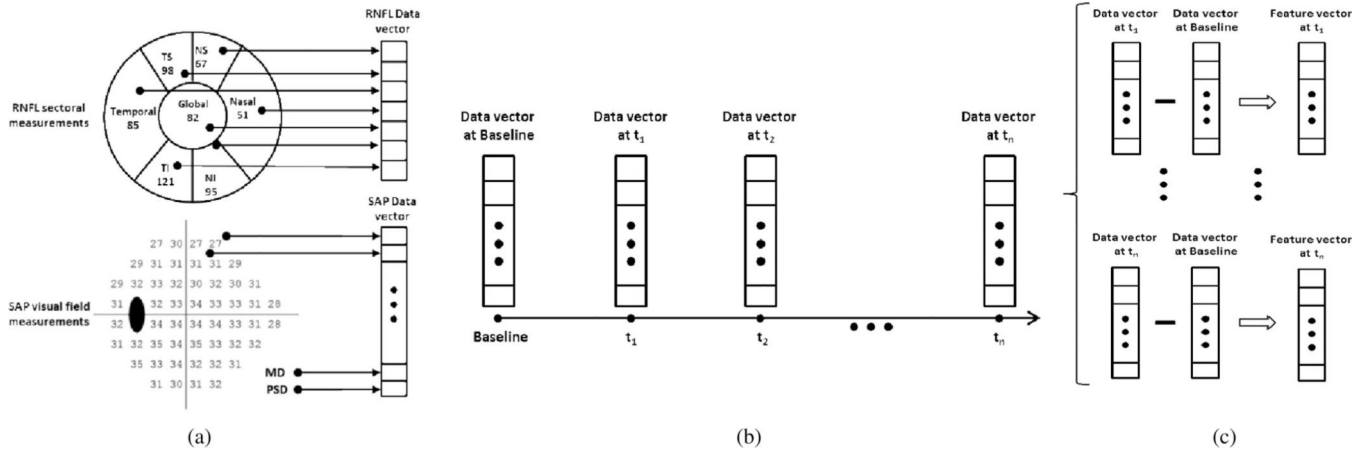 RNFL Data
vector
RNFL sectoral
measurements
TS
98
NS
67
Temporal
85
Global
82
Nasal
51
TI
121
NI
95
SAP Data
vector
SAP visual field
measurements
27 30 27 27
29 31 31 31 31 29
29 32 33 32 30 32 30 31
31 32 33 34 33 33 31 28
32 34 34 34 34 33 31 28
31 32 35 34 35 33 32 32
35 33 34 32 32 31
31 30 31 32
MD
PSD
(a)
Data vector
at Baseline
Data vector
at t1
Data vector
at t2
Data vector
at tn
Baseline
t1
t2
tn
(b)
Data vector
at t1
Data vector
at Baseline
Feature vector
at t1
Data vector
at tn
Data vector
at Baseline
Feature vector
at tn
(c)